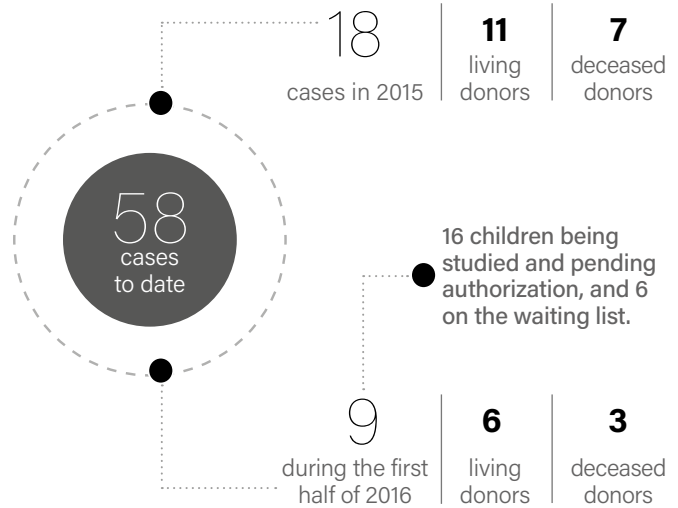 18
cases in 2015
11
living
donors
7
deceased
donors
58
cases
to date
16 children being
studied and pending
authorization, and 6
on the waiting list.
9
during the first
half of 2016
6
living
donors
3
deceased
donors